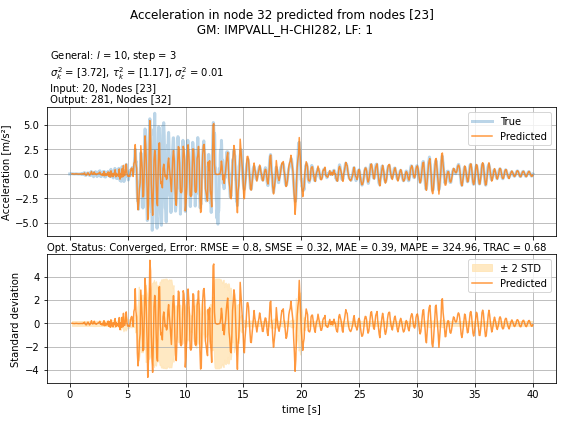 Acceleration in node 32 predicted from nodes [23]
GM: IMPVALL_H-CHI282, LF: 1
General: l = 10, step = 3
σ²ₖ = [3.72], τ²ₖ = [1.17], σ²ε = 0.01
Input: 20, Nodes [23]
Output: 281, Nodes [32]
Acceleration [m/s²]
5.0
2.5
0.0
−2.5
−5.0
True
Predicted
Opt. Status: Converged, Error: RMSE = 0.8, SMSE = 0.32, MAE = 0.39, MAPE = 324.96, TRAC = 0.68
Standard deviation
4
2
0
−2
−4
± 2 STD
Predicted
0 5 10 15 20 25 30 35 40
time [s]